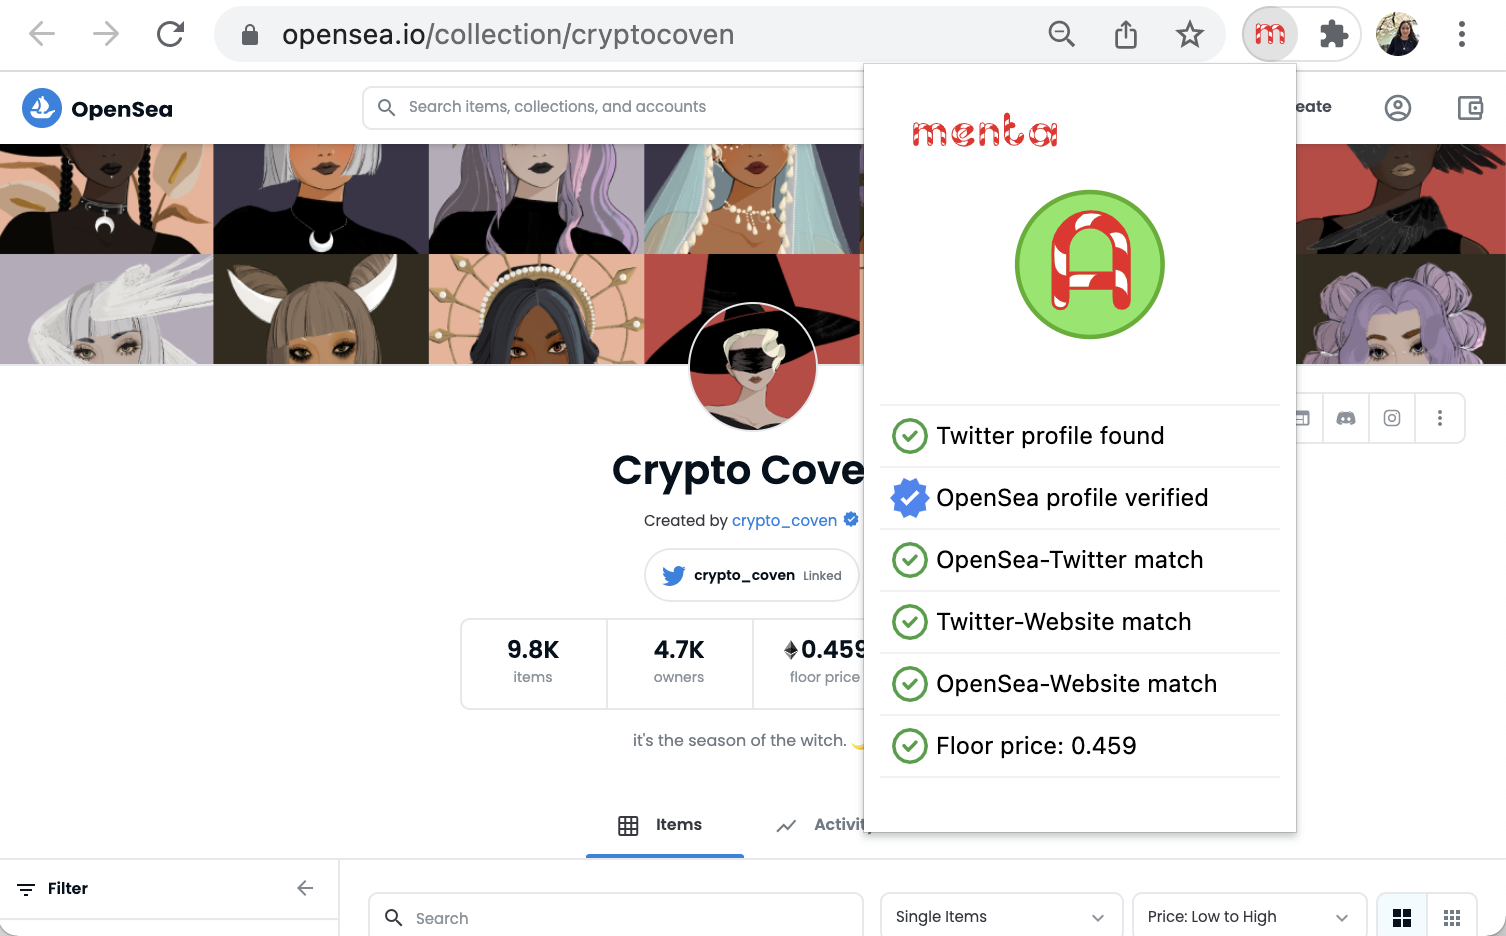 opensea.io/collection/cryptocoven
m
OpenSea
Search items, collections, and accounts
eate
menta
A
Twitter profile found
OpenSea profile verified
OpenSea-Twitter match
Twitter-Website match
OpenSea-Website match
Floor price: 0.459
Crypto Cove
Created by crypto_coven
crypto_coven Linked
9.8K
items
4.7K
owners
0.459
floor price
it's the season of the witch.
Items
Activity
Filter
Search
Single Items
Price: Low to High